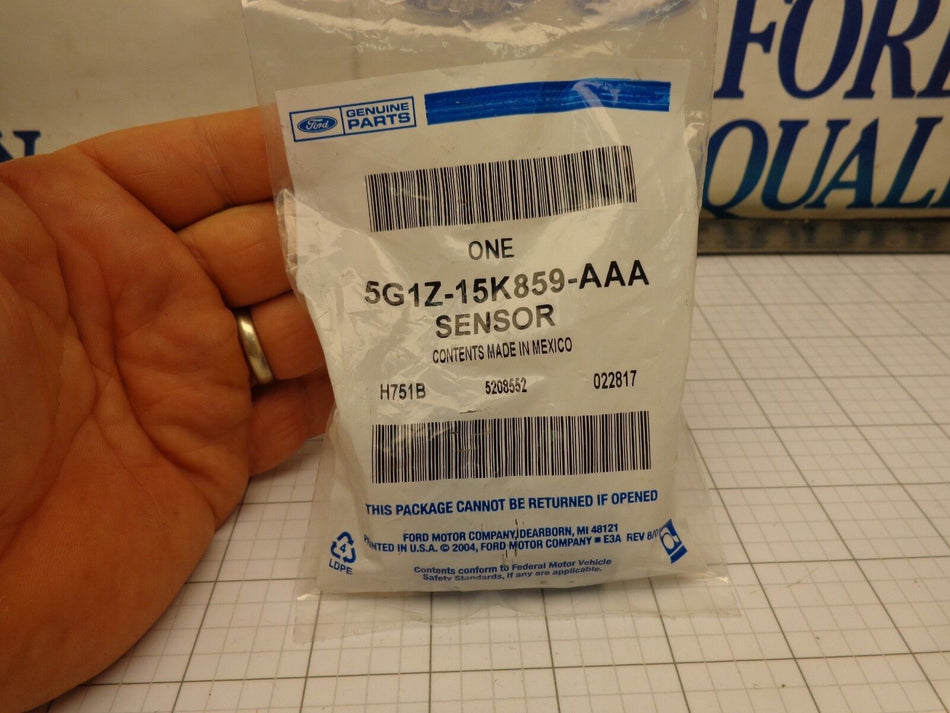 FORD
QUAL
Ford
GENUINE
PARTS
ONE
5G1Z-15K859-AAA
SENSOR
CONTENTS MADE IN MEXICO
H751B 5208552 022817
THIS PACKAGE CANNOT BE RETURNED IF OPENED
FORD MOTOR COMPANY, DEARBORN, MI 48121
PRINTED IN U.S.A. © 2004, FORD MOTOR COMPANY ■ E3A REV
4
LDPE
Contents conform to Federal Motor Vehicle
Safety Standards, if any are applicable.